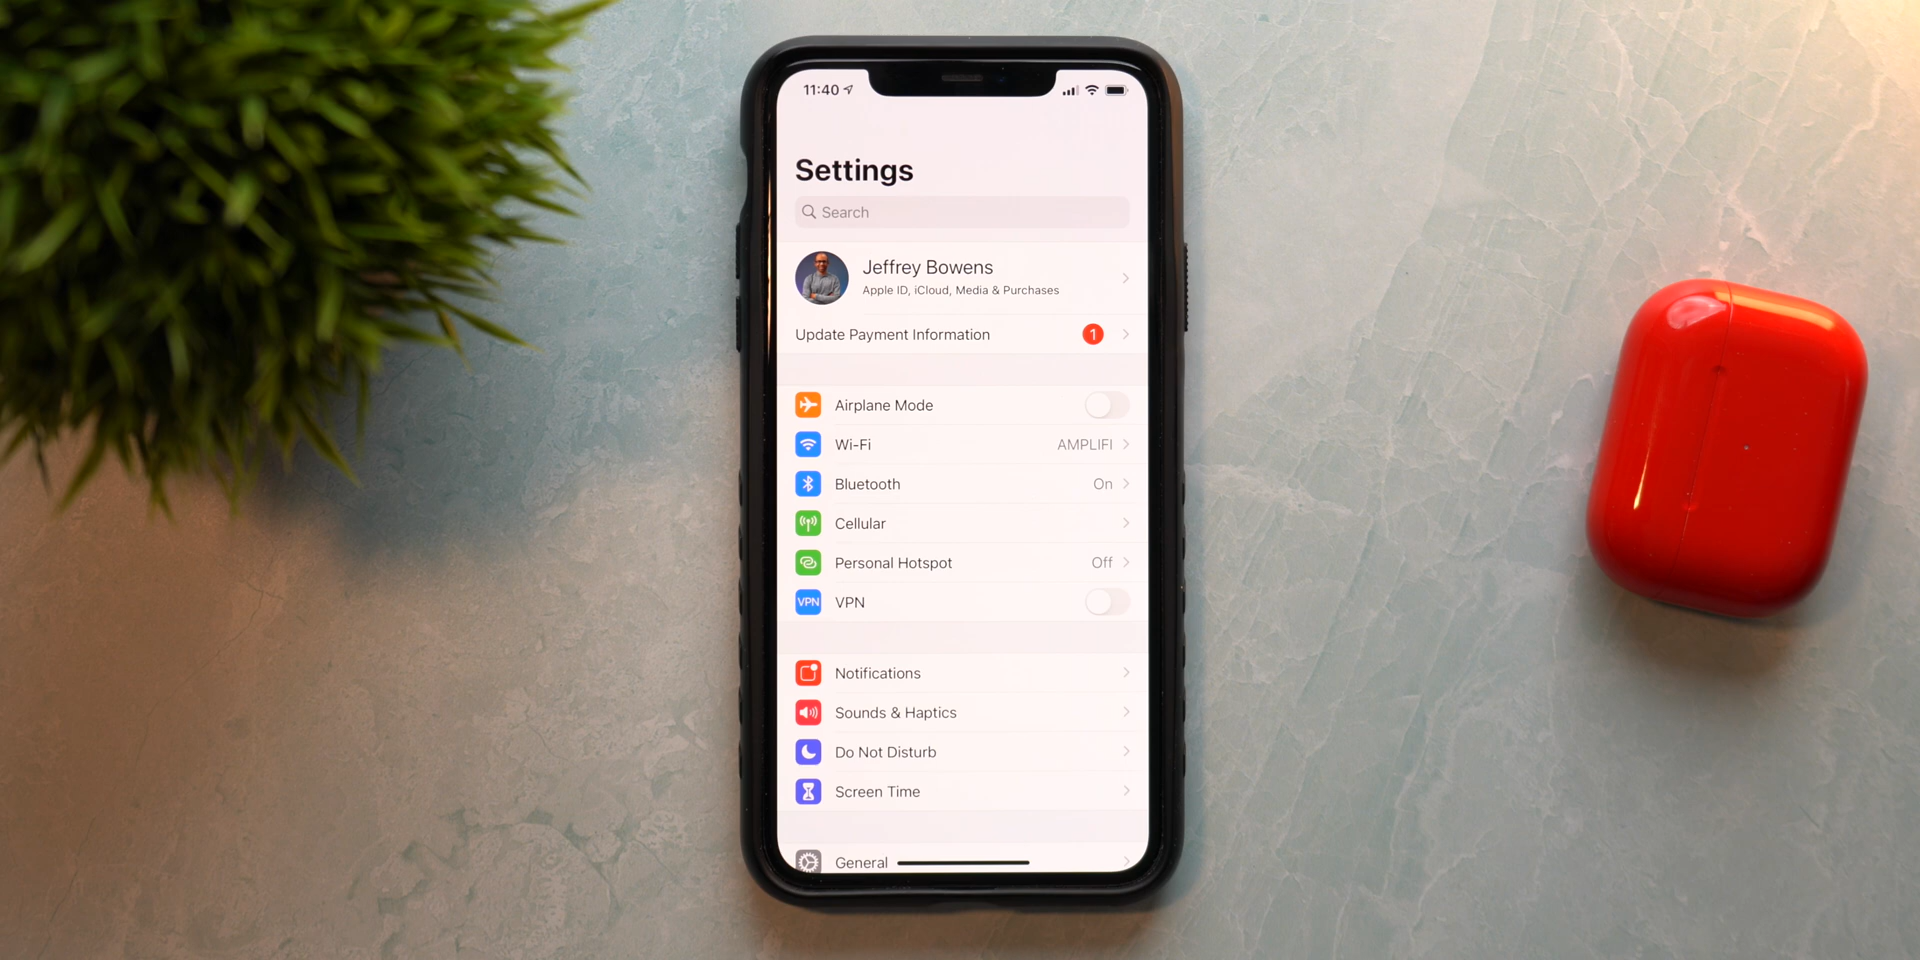 11:40
Settings
Search
Jeffrey Bowens
Apple ID, iCloud, Media & Purchases
Update Payment Information 1
Airplane Mode
Wi-Fi AMPLIFI
Bluetooth On
Cellular
Personal Hotspot Off
VPN VPN
Notifications
Sounds & Haptics
Do Not Disturb
Screen Time
General